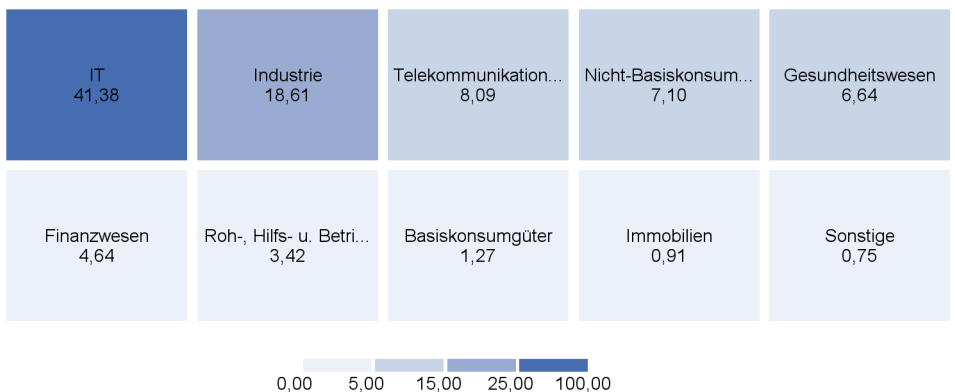 IT
41,38
Industrie
18,61
Telekommunikation...
8,09
Nicht-Basiskonsum...
7,10
Gesundheitswesen
6,64
Finanzwesen
4,64
Roh-, Hilfs- u. Betri...
3,42
Basiskonsumgüter
1,27
Immobilien
0,91
Sonstige
0,75
0,00 5,00 15,00 25,00 100,00